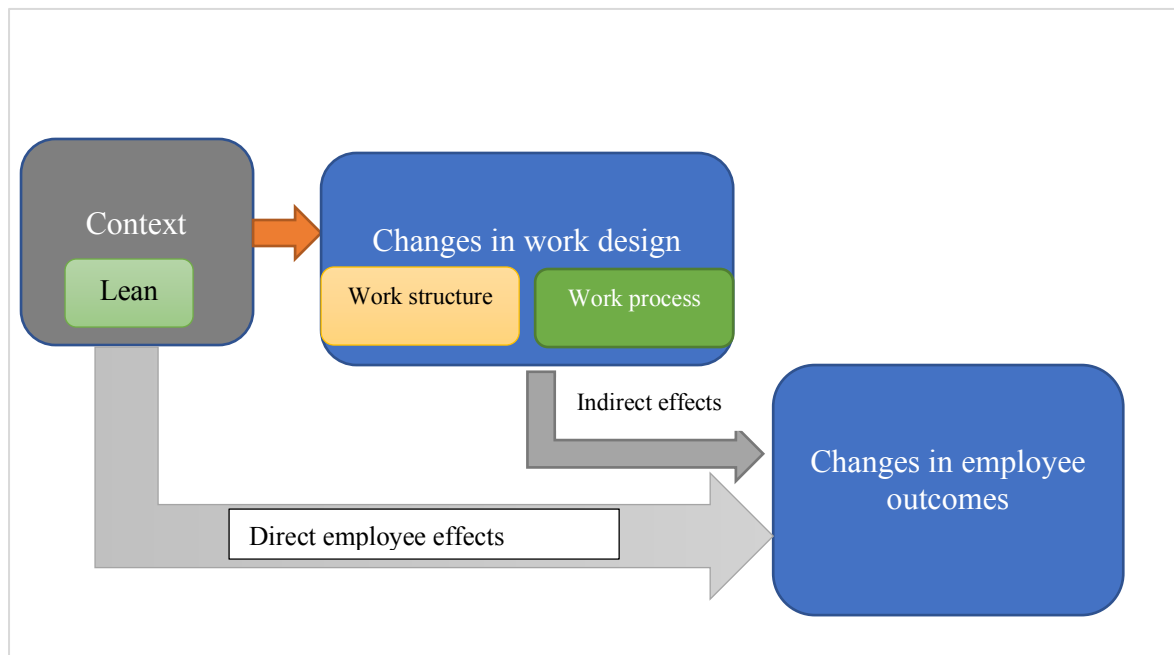 Context
Lean
Changes in work design
Work structure
Work process
Indirect effects
Changes in employee
outcomes
Direct employee effects